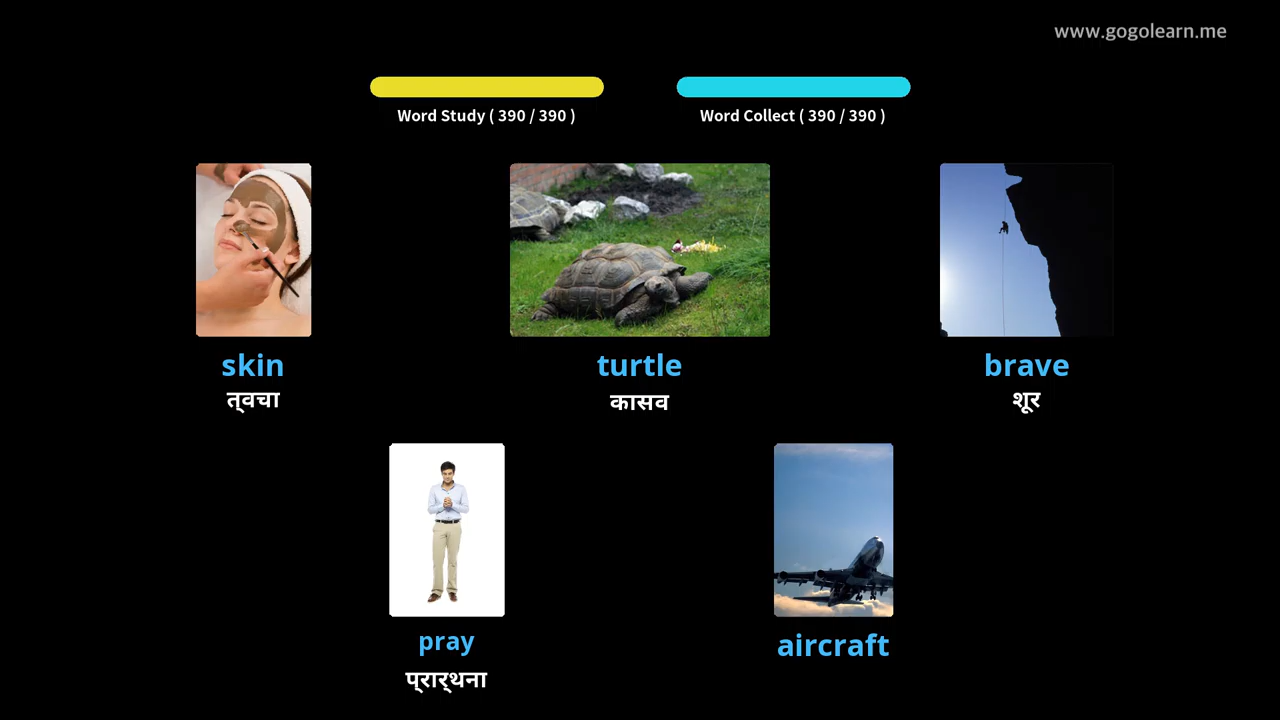 www.gogolearn.me
Word Study ( 390 / 390 )
Word Collect ( 390 / 390 )
skin
त्वचा
turtle
कासव
brave
शूर
pray
प्रार्थना
aircraft